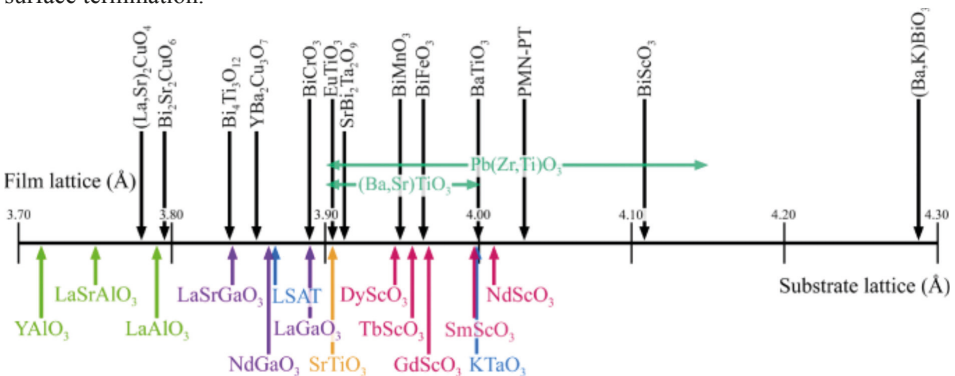 surface termination.
(La,Sr)₂CuO₄
Bi₂Sr₂CuO₆
Bi₄Ti₃O₁₂
YBa₂Cu₃O₇
BiCrO₃
EuTiO₃
SrBi₂Ta₂O₉
BiMnO₃
BiFeO₃
BaTiO₃
PMN-PT
BiScO₃
(Ba,K)BiO₃
Pb(Zr,Ti)O₃
Film lattice (Å)
(Ba,Sr)TiO₃
3.70 3.80 3.90 4.00 4.10 4.20 4.30
Substrate lattice (Å)
LaSrAlO₃ LaSrGaO₃ LSAT DyScO₃ NdScO₃
YAlO₃ LaAlO₃ LaGaO₃ TbScO₃ SmScO₃
NdGaO₃ SrTiO₃ GdScO₃ KTaO₃